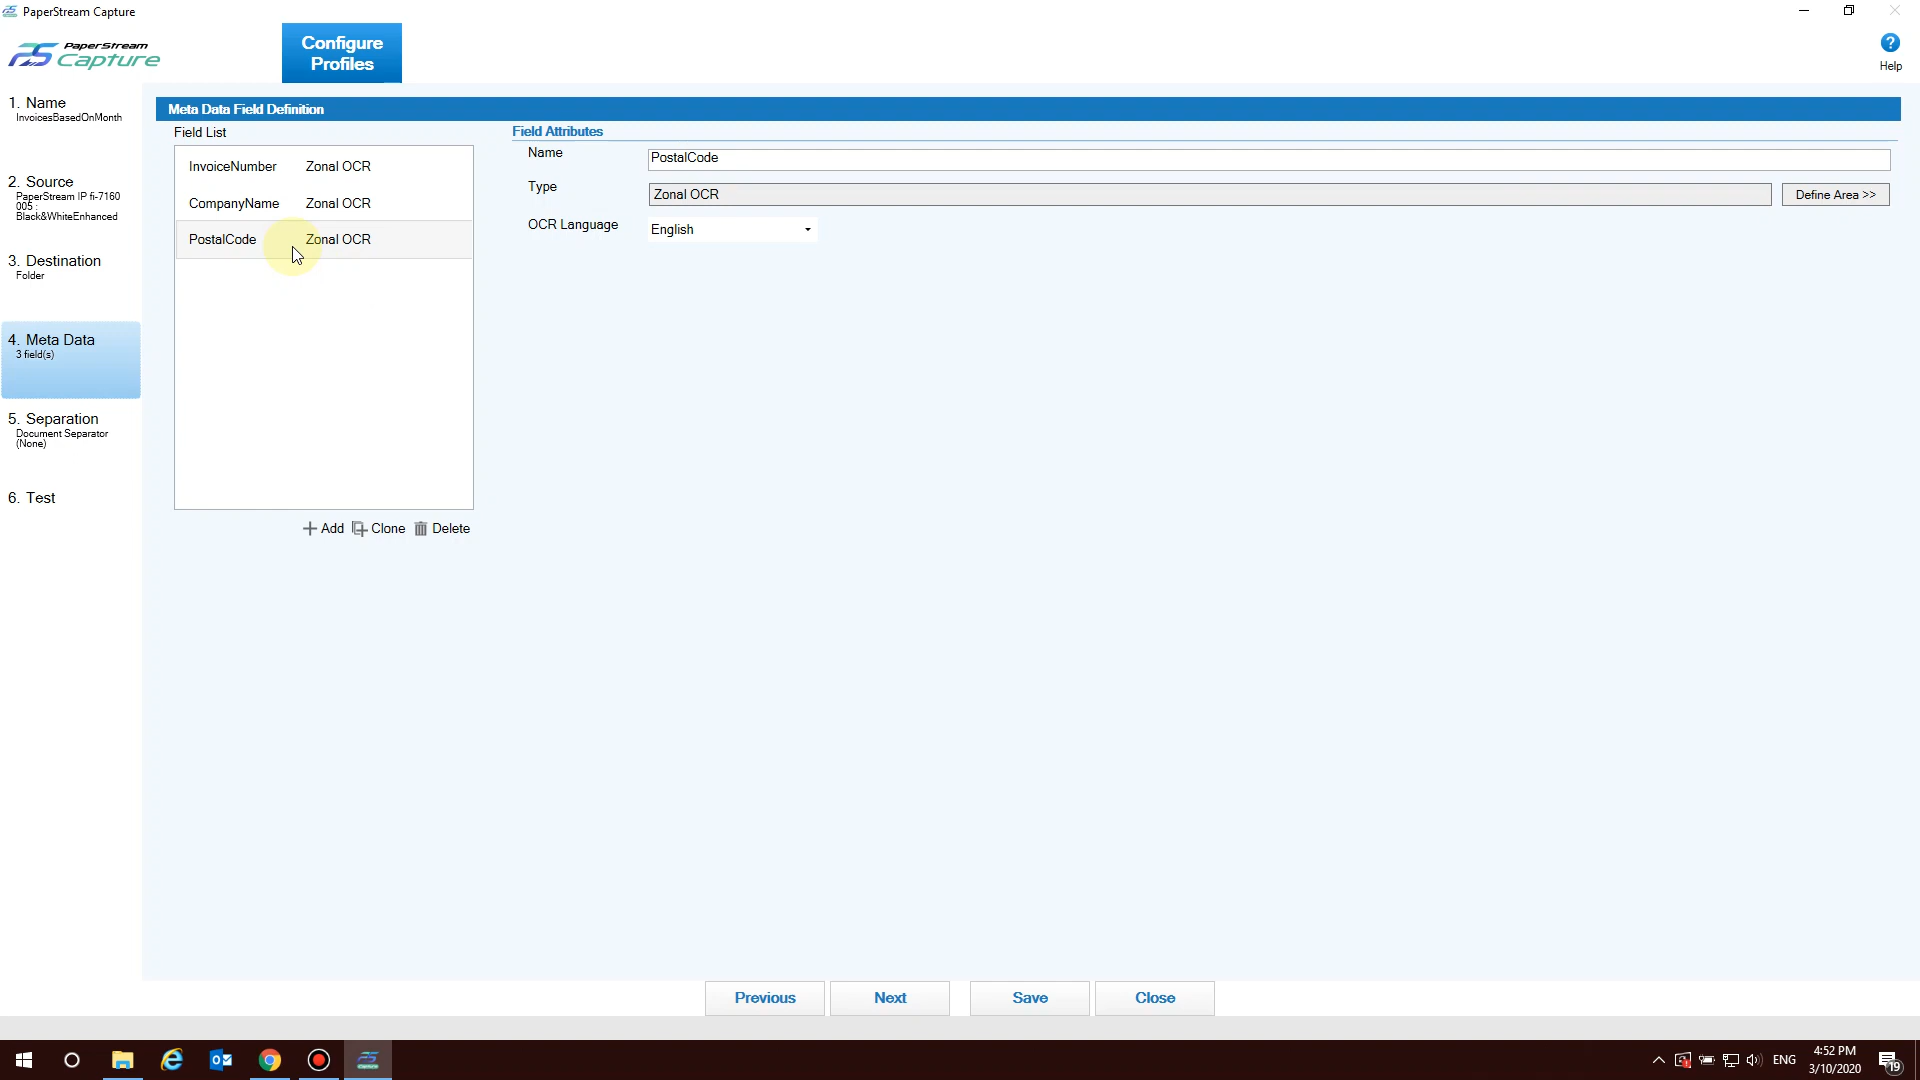 PaperStream Capture
PaperStream
Capture
Configure
Profiles
?
Help
1. Name
InvoicesBasedOnMonth
2. Source
PaperStream IP fi-7160
005 :
Black&WhiteEnhanced
3. Destination
Folder
4. Meta Data
3 field(s)
5. Separation
Document Separator
(None)
6. Test
Meta Data Field Definition
Field List
InvoiceNumber Zonal OCR
CompanyName Zonal OCR
PostalCode Zonal OCR
Add Clone Delete
Field Attributes
Name PostalCode
Type Zonal OCR Define Area >>
OCR Language English
Previous Next Save Close
ENG
4:52 PM
3/10/2020
19